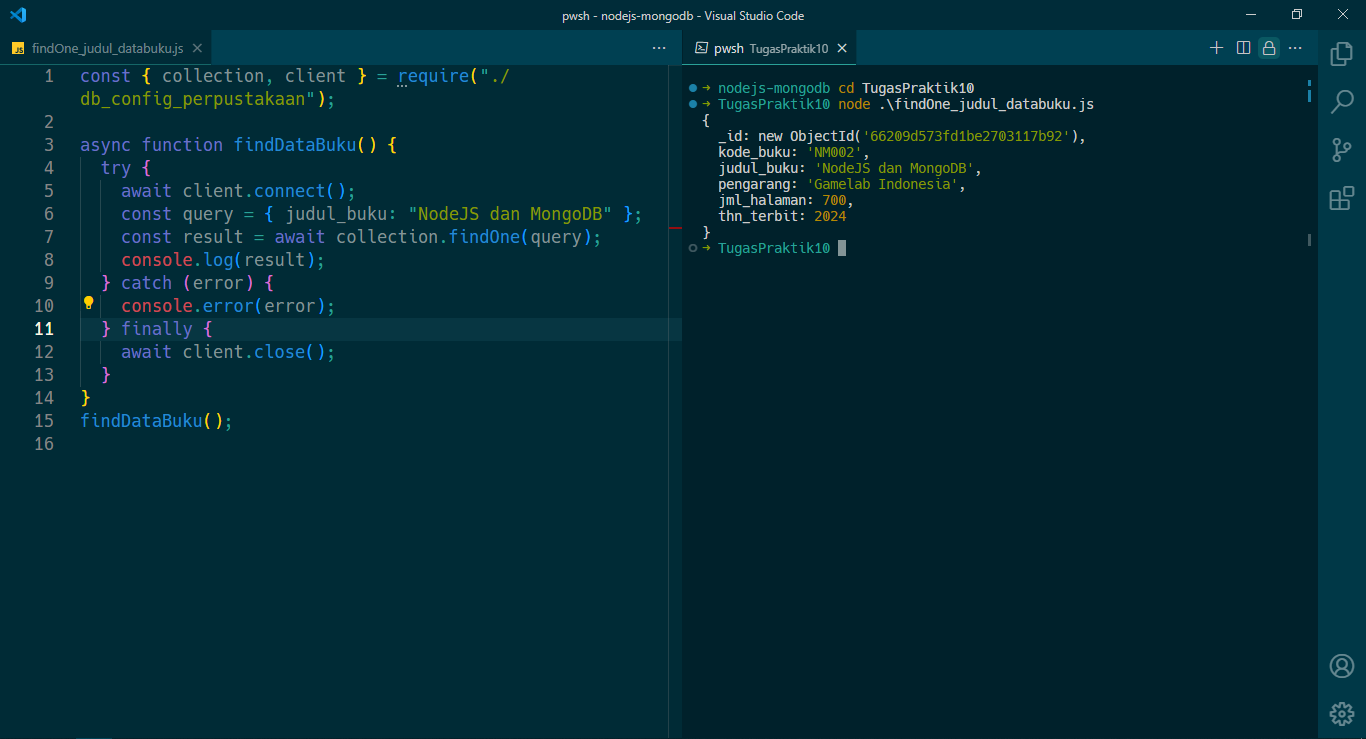 pwsh - nodejs-mongodb - Visual Studio Code
JS findOne_judul_databuku.js
1 const { collection, client } = require("./
db_config_perpustakaan");
2
3 async function findDataBuku() {
4 try {
5 await client.connect();
6 const query = { judul_buku: "NodeJS dan MongoDB" };
7 const result = await collection.findOne(query);
8 console.log(result);
9 } catch (error) {
10 console.error(error);
11 } finally {
12 await client.close();
13 }
14 }
15 findDataBuku();
16
pwsh TugasPraktik10
➜ nodejs-mongodb cd TugasPraktik10
➜ TugasPraktik10 node .\findOne_judul_databuku.js
{
_id: new ObjectId('66209d573fd1be2703117b92'),
kode_buku: 'NM002',
judul_buku: 'NodeJS dan MongoDB',
pengarang: 'Gamelab Indonesia',
jml_halaman: 700,
thn_terbit: 2024
}
➜ TugasPraktik10